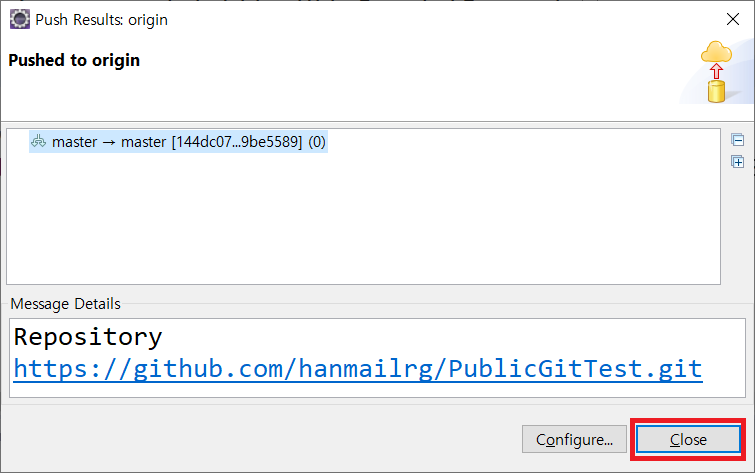 Push Results: origin
Pushed to origin
master → master [144dc07...9be5589] (0)
Message Details
Repository
https://github.com/hanmailrg/PublicGitTest.git
Configure...
Close